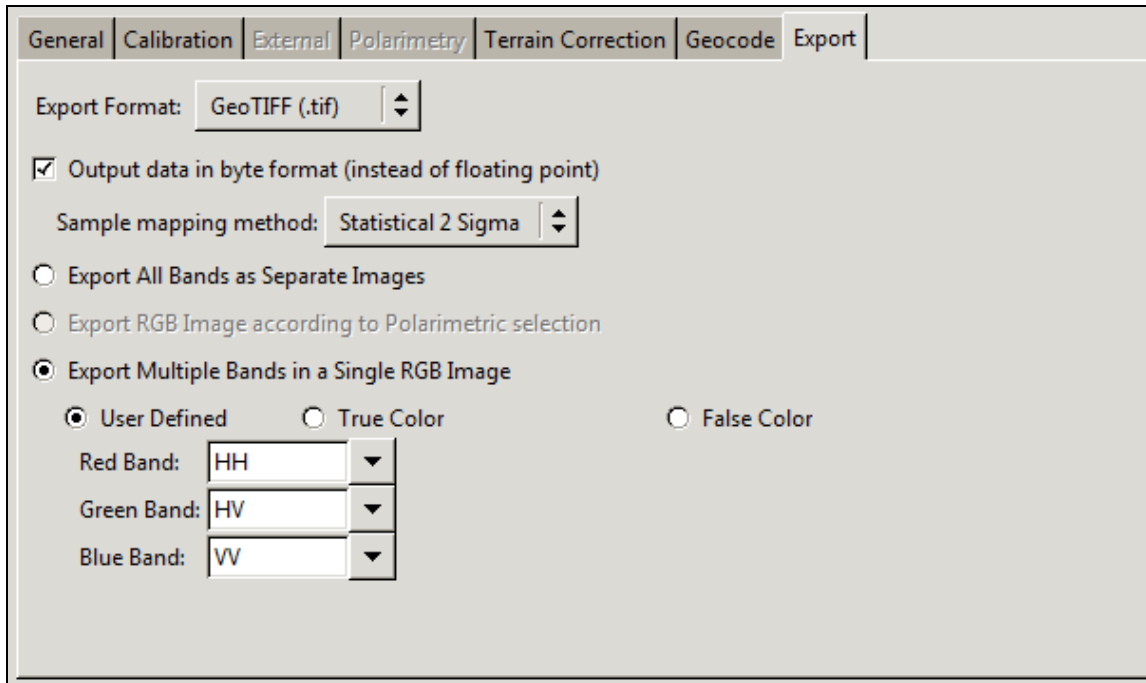 General Calibration External Polarimetry Terrain Correction Geocode Export
Export Format: GeoTIFF (.tif)
Output data in byte format (instead of floating point)
Sample mapping method: Statistical 2 Sigma
Export All Bands as Separate Images
Export RGB Image according to Polarimetric selection
Export Multiple Bands in a Single RGB Image
User Defined True Color False Color
Red Band: HH
Green Band: HV
Blue Band: VV